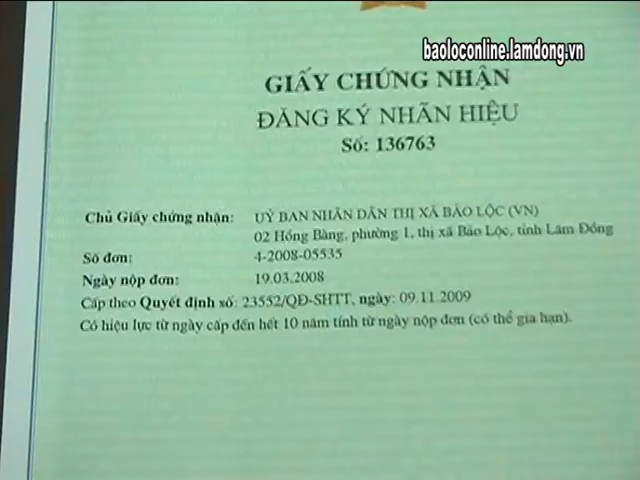 baoloconline.lamdong.vn
GIẤY CHỨNG NHẬN
ĐĂNG KÝ NHÃN HIỆU
Số: 136763
Chủ Giấy chứng nhận: UỶ BAN NHÂN DÂN THỊ XÃ BẢO LỘC (VN)
02 Hồng Bàng, phường 1, thị xã Bảo Lộc, tỉnh Lâm Đồng
Số đơn: 4-2008-05535
Ngày nộp đơn: 19.03.2008
Cấp theo Quyết định số: 23552/QĐ-SHTT, ngày: 09.11.2009
Có hiệu lực từ ngày cấp đến hết 10 năm tính từ ngày nộp đơn (có thể gia hạn).